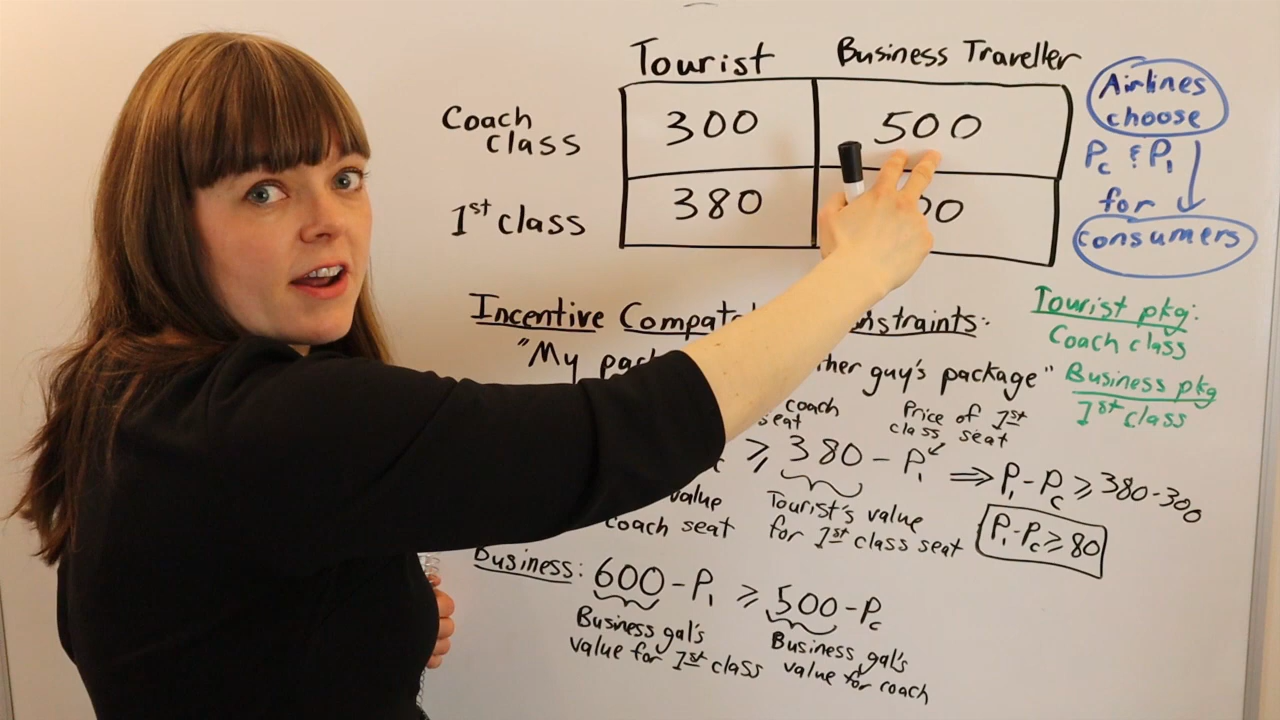 Tourist
Business Traveller
Coach class
300
500
1st class
380
Airlines choose
Pc & P1
for
consumers
Incentive
"My
ther guy's package"
Tourist pkg:
Coach class
Business pkg
1st class
coach seat
Price of 1st class seat
≥ 380 - P1 ⟹ P1 - Pc ≥ 380-300
value
coach seat
Tourist's value
for 1st class seat
P1-Pc ≥ 80
Business: 600 - P1 ≥ 500 - Pc
Business gal's
value for 1st class
Business gal's
value for coach